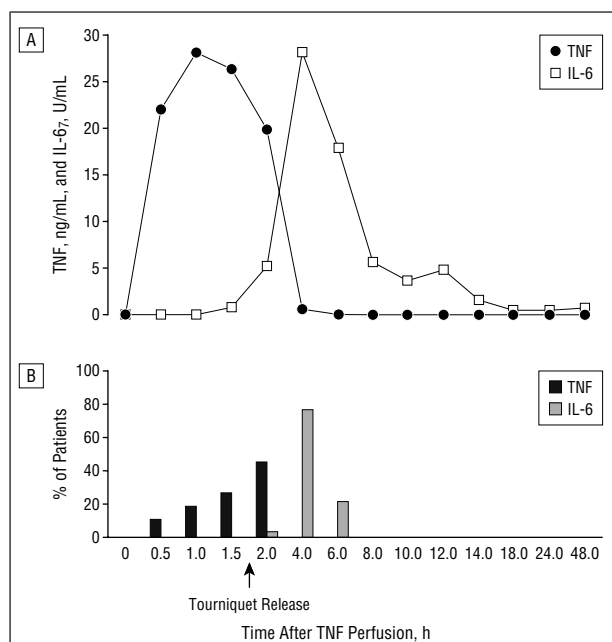 A
TNF
IL-6
TNF, ng/mL, and IL-6₇, U/mL
30
25
20
15
10
5
0
B
TNF
IL-6
% of Patients
100
80
60
40
20
0
0 0.5 1.0 1.5 2.0 4.0 6.0 8.0 10.0 12.0 14.0 18.0 24.0 48.0
Tourniquet Release
Time After TNF Perfusion, h